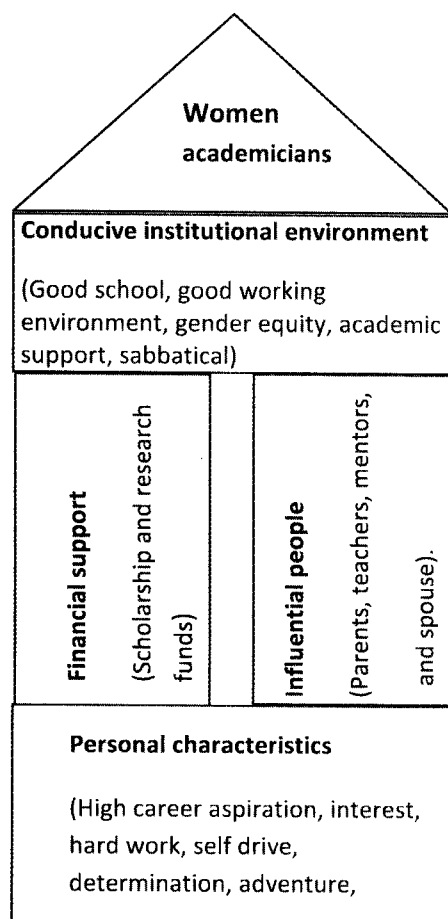 Women
academicians
Conducive institutional environment
(Good school, good working
environment, gender equity, academic
support, sabbatical)
Financial support
(Scholarship and research
funds)
Influential people
(Parents, teachers, mentors,
and spouse).
Personal characteristics
(High career aspiration, interest,
hard work, self drive,
determination, adventure,